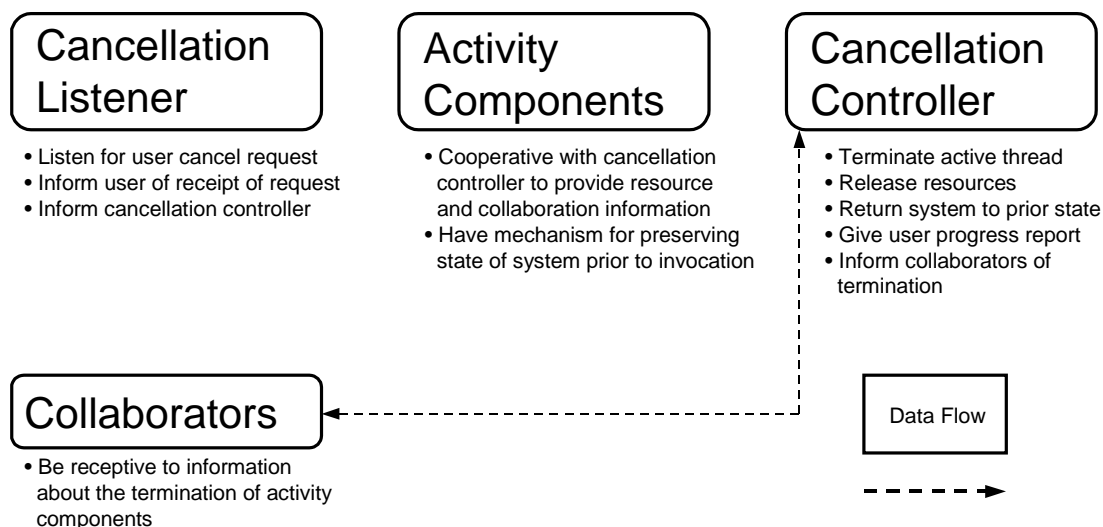 Cancellation
Listener
• Listen for user cancel request
• Inform user of receipt of request
• Inform cancellation controller
Activity
Components
• Cooperative with cancellation
controller to provide resource
and collaboration information
• Have mechanism for preserving
state of system prior to invocation
Cancellation
Controller
• Terminate active thread
• Release resources
• Return system to prior state
• Give user progress report
• Inform collaborators of
termination
Collaborators
• Be receptive to information
about the termination of activity
components
Data Flow